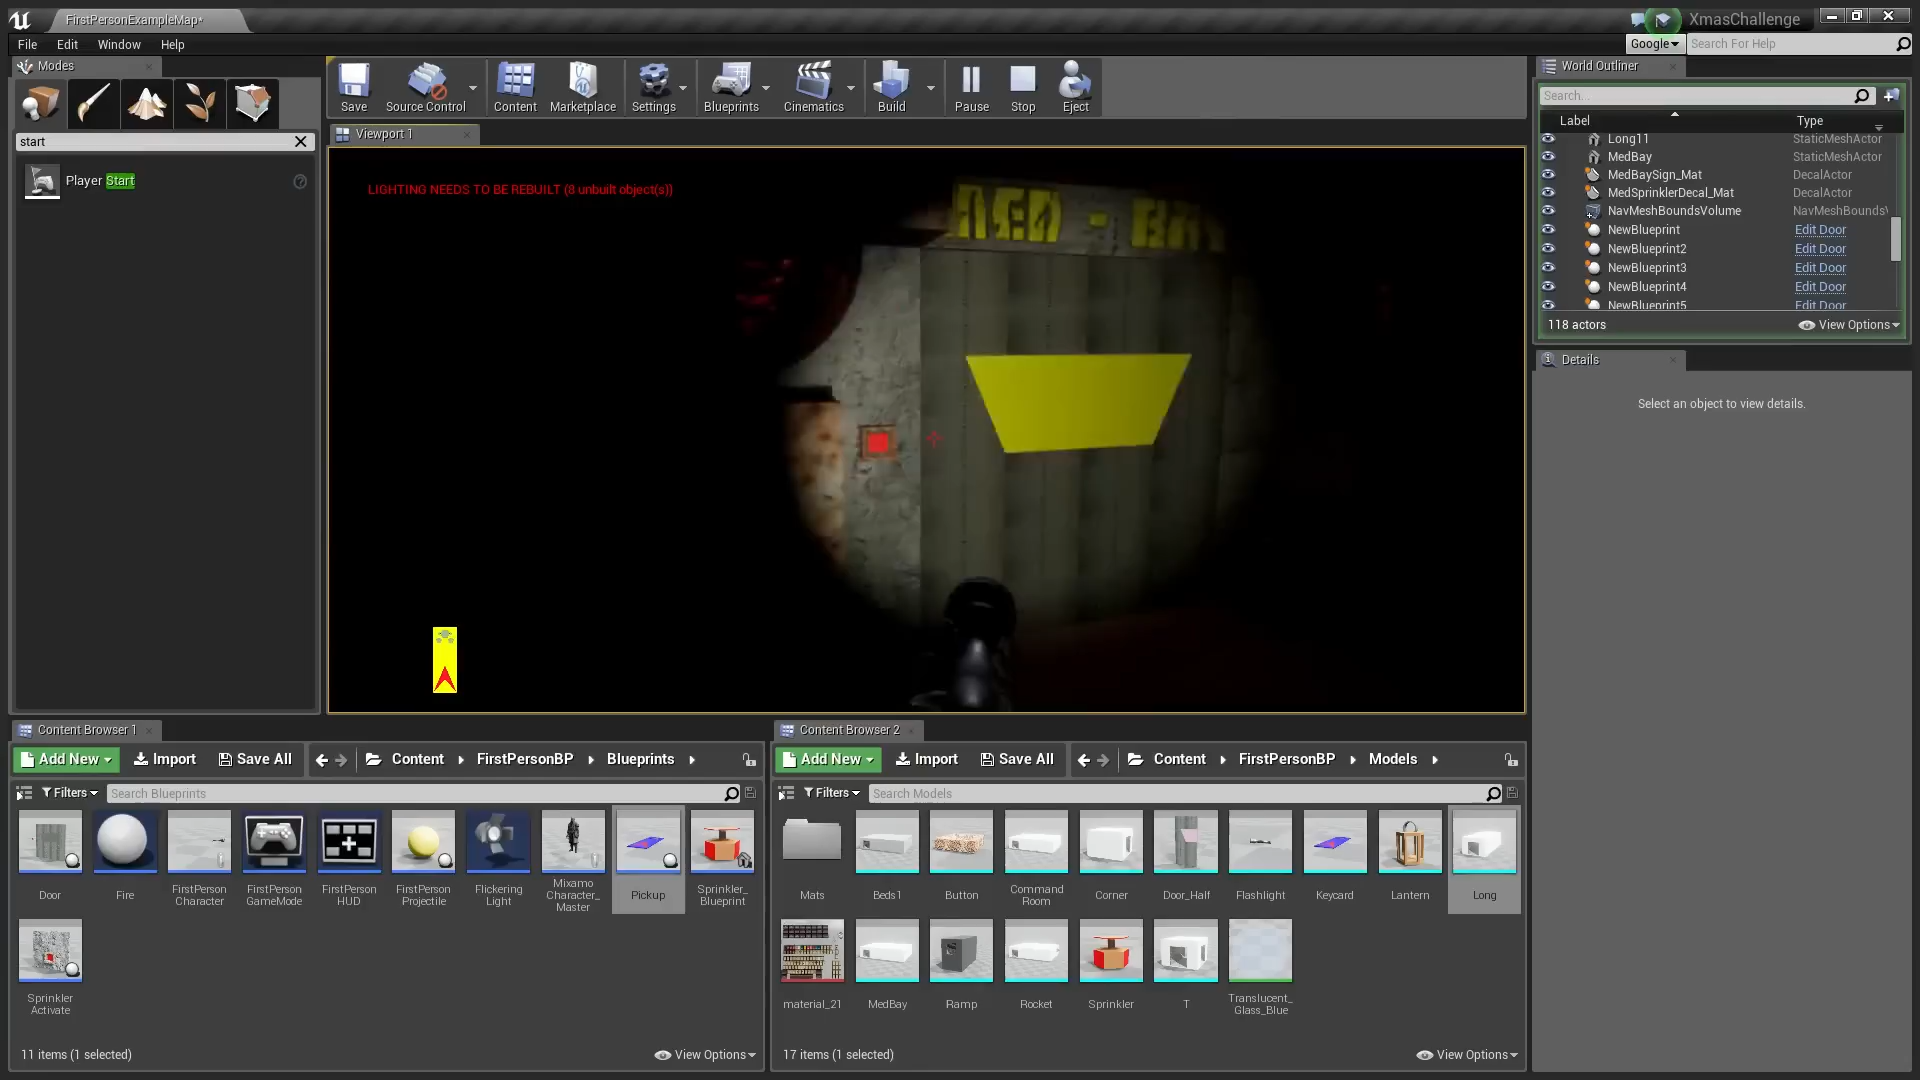 FirstPersonExampleMap*
XmasChallenge
File Edit Window Help
Google
Search For Help
Modes
start
Player Start
Save
Source Control
Content
Marketplace
Settings
Blueprints
Cinematics
Build
Pause
Stop
Eject
Viewport 1
LIGHTING NEEDS TO BE REBUILT (8 unbuilt object(s))
MED - BAY
World Outliner
Search...
Label Type
Long11 StaticMeshActor
MedBay StaticMeshActor
MedBaySign_Mat DecalActor
MedSprinklerDecal_Mat DecalActor
NavMeshBoundsVolume NavMeshBoundsV
NewBlueprint Edit Door
NewBlueprint2 Edit Door
NewBlueprint3 Edit Door
NewBlueprint4 Edit Door
NewBlueprint5 Edit Door
118 actors
View Options
Details
Select an object to view details.
Content Browser 1
Add New Import Save All Content FirstPersonBP Blueprints
Filters
Search Blueprints
Door
Fire
FirstPerson
Character
FirstPerson
GameMode
FirstPerson
HUD
FirstPerson
Projectile
Flickering
Light
Mixamo
Character_
Master
Pickup
Sprinkler_
Blueprint
Sprinkler
Activate
11 items (1 selected)
View Options
Content Browser 2
Add New Import Save All Content FirstPersonBP Models
Filters
Search Models
Mats
Beds1
Button
Command
Room
Corner
Door_Half
Flashlight
Keycard
Lantern
Long
material_21
MedBay
Ramp
Rocket
Sprinkler
T
Translucent_
Glass_Blue
17 items (1 selected)
View Options